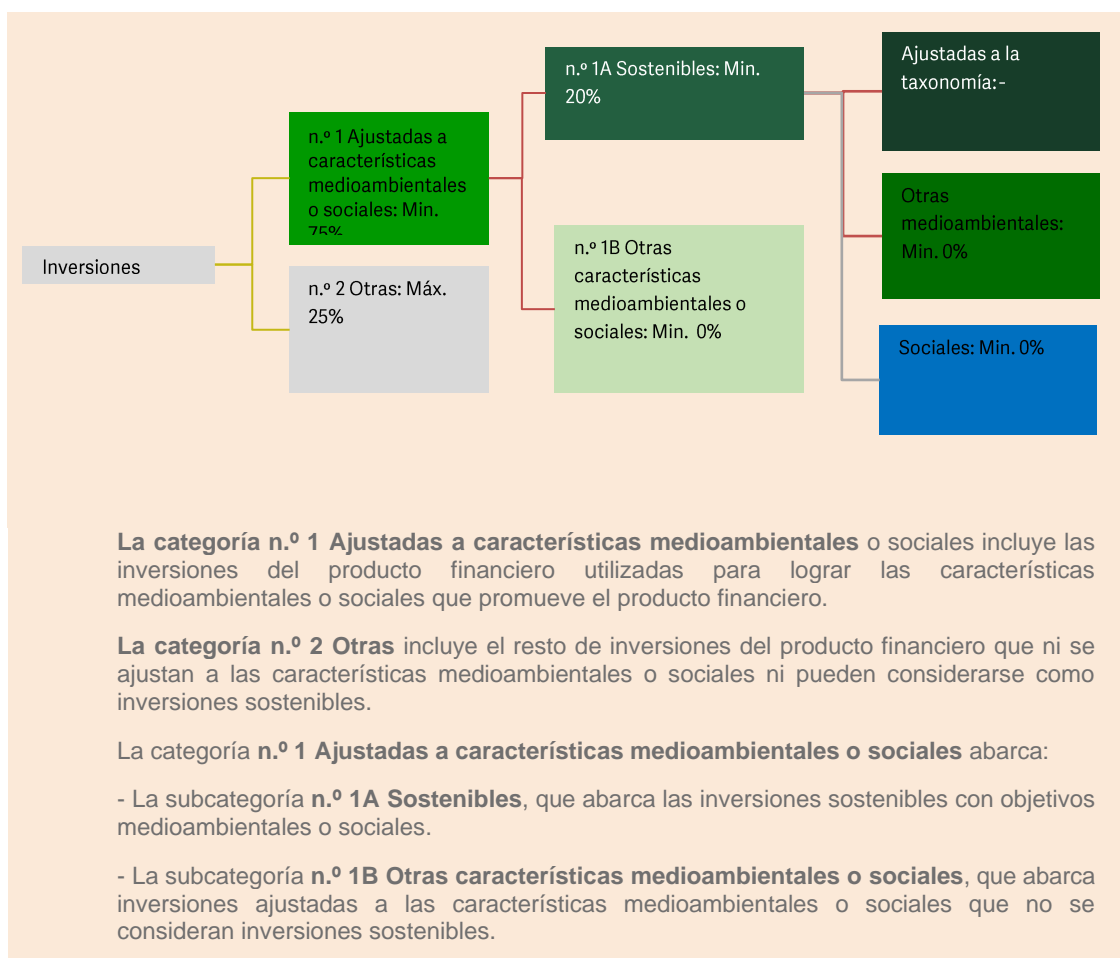 Inversiones
n.º 1 Ajustadas a
características
medioambientales
o sociales: Min.
75%
n.º 2 Otras: Máx.
25%
n.º 1A Sostenibles: Min.
20%
n.º 1B Otras
características
medioambientales o
sociales: Min. 0%
Ajustadas a la
taxonomía:-
Otras
medioambientales:
Min. 0%
Sociales: Min. 0%
La categoría n.º 1 Ajustadas a características medioambientales o sociales incluye las
inversiones del producto financiero utilizadas para lograr las características
medioambientales o sociales que promueve el producto financiero.
La categoría n.º 2 Otras incluye el resto de inversiones del producto financiero que ni se
ajustan a las características medioambientales o sociales ni pueden considerarse como
inversiones sostenibles.
La categoría n.º 1 Ajustadas a características medioambientales o sociales abarca:
- La subcategoría n.º 1A Sostenibles, que abarca las inversiones sostenibles con objetivos
medioambientales o sociales.
- La subcategoría n.º 1B Otras características medioambientales o sociales, que abarca
inversiones ajustadas a las características medioambientales o sociales que no se
consideran inversiones sostenibles.